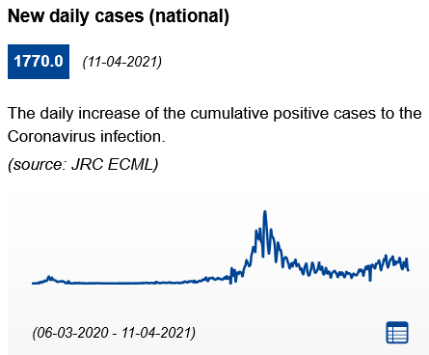 New daily cases (national)
1770.0 (11-04-2021)
The daily increase of the cumulative positive cases to the
Coronavirus infection.
(source: JRC ECML)
(06-03-2020 - 11-04-2021)